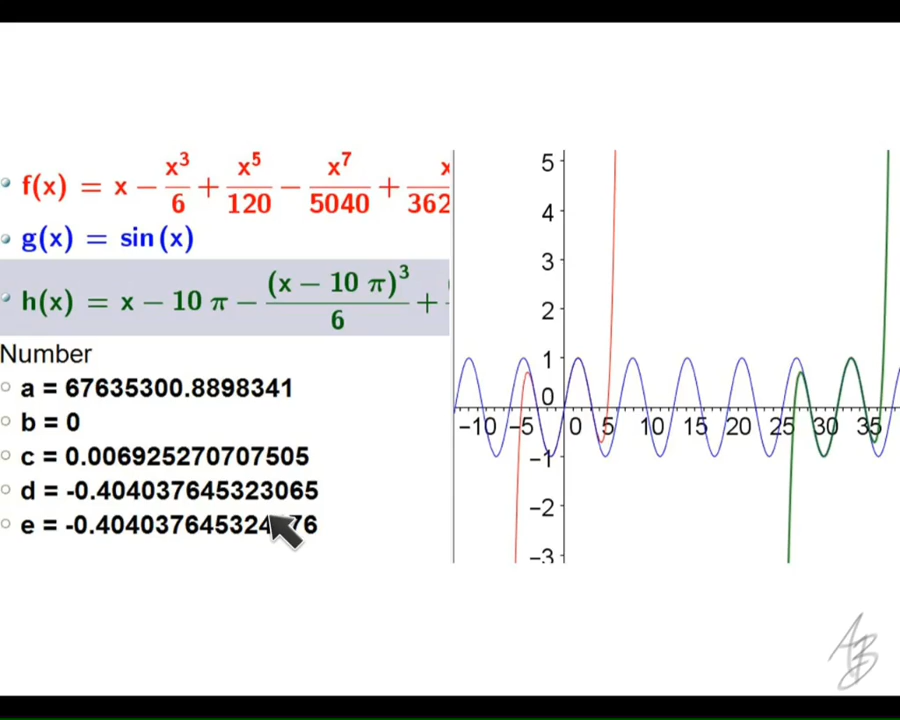 f(x) = x − x³/6 + x⁵/120 − x⁷/5040 + x/362
g(x) = sin (x)
h(x) = x − 10 π − (x − 10 π)³/6 +
Number
a = 67635300.8898341
b = 0
c = 0.006925270707505
d = -0.404037645323065
e = -0.404037645324 76
5
4
3
2
1
0
−10 −5 0 5 10 15 20 25 30 35
−1
−2
−3